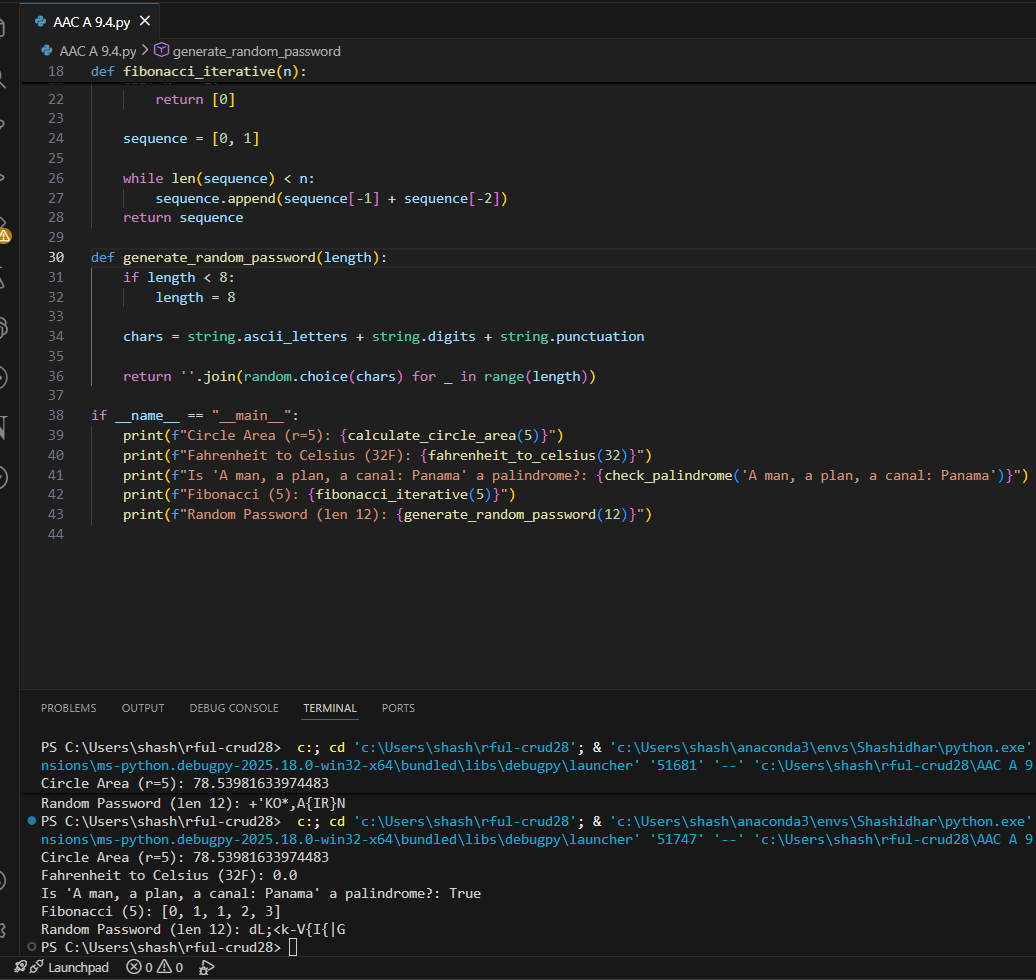 AAC A 9.4.py
AAC A 9.4.py > generate_random_password
18 def fibonacci_iterative(n):
22 return [0]
23
24 sequence = [0, 1]
25
26 while len(sequence) < n:
27 sequence.append(sequence[-1] + sequence[-2])
28 return sequence
29
30 def generate_random_password(length):
31 if length < 8:
32 length = 8
33
34 chars = string.ascii_letters + string.digits + string.punctuation
35
36 return ''.join(random.choice(chars) for _ in range(length))
37
38 if __name__ == "__main__":
39 print(f"Circle Area (r=5): {calculate_circle_area(5)}")
40 print(f"Fahrenheit to Celsius (32F): {fahrenheit_to_celsius(32)}")
41 print(f"Is 'A man, a plan, a canal: Panama' a palindrome?: {check_palindrome('A man, a plan, a canal: Panama')}")
42 print(f"Fibonacci (5): {fibonacci_iterative(5)}")
43 print(f"Random Password (len 12): {generate_random_password(12)}")
44
PROBLEMS OUTPUT DEBUG CONSOLE TERMINAL PORTS
PS C:\Users\shash\rful-crud28> c:; cd 'c:\Users\shash\rful-crud28'; & 'c:\Users\shash\anaconda3\envs\Shashidhar\python.exe'
nsions\ms-python.debugpy-2025.18.0-win32-x64\bundled\libs\debugpy\launcher' '51681' '--' 'c:\Users\shash\rful-crud28\AAC A 9
Circle Area (r=5): 78.53981633974483
Random Password (len 12): +'KO*,A{IR}N
PS C:\Users\shash\rful-crud28> c:; cd 'c:\Users\shash\rful-crud28'; & 'c:\Users\shash\anaconda3\envs\Shashidhar\python.exe'
nsions\ms-python.debugpy-2025.18.0-win32-x64\bundled\libs\debugpy\launcher' '51747' '--' 'c:\Users\shash\rful-crud28\AAC A 9
Circle Area (r=5): 78.53981633974483
Fahrenheit to Celsius (32F): 0.0
Is 'A man, a plan, a canal: Panama' a palindrome?: True
Fibonacci (5): [0, 1, 1, 2, 3]
Random Password (len 12): dL;<k-V{I{|G
PS C:\Users\shash\rful-crud28>
Launchpad 0 0